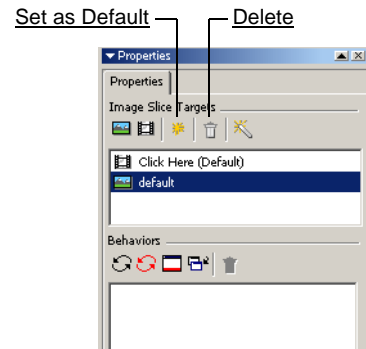 Set as Default Delete
Properties
Properties
Image Slice Targets
Click Here (Default)
default
Behaviors